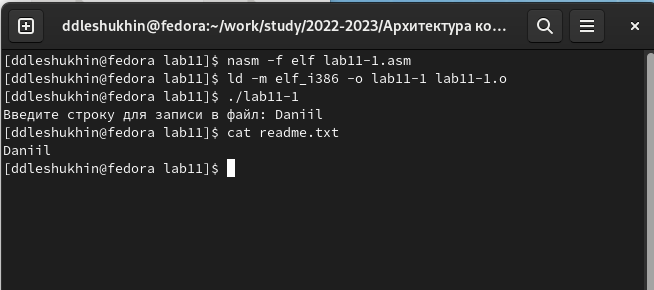 ddleshukhin@fedora:~/work/study/2022-2023/Архитектура ко...
[ddleshukhin@fedora lab11]$ nasm -f elf lab11-1.asm
[ddleshukhin@fedora lab11]$ ld -m elf_i386 -o lab11-1 lab11-1.o
[ddleshukhin@fedora lab11]$ ./lab11-1
Введите строку для записи в файл: Daniil
[ddleshukhin@fedora lab11]$ cat readme.txt
Daniil
[ddleshukhin@fedora lab11]$